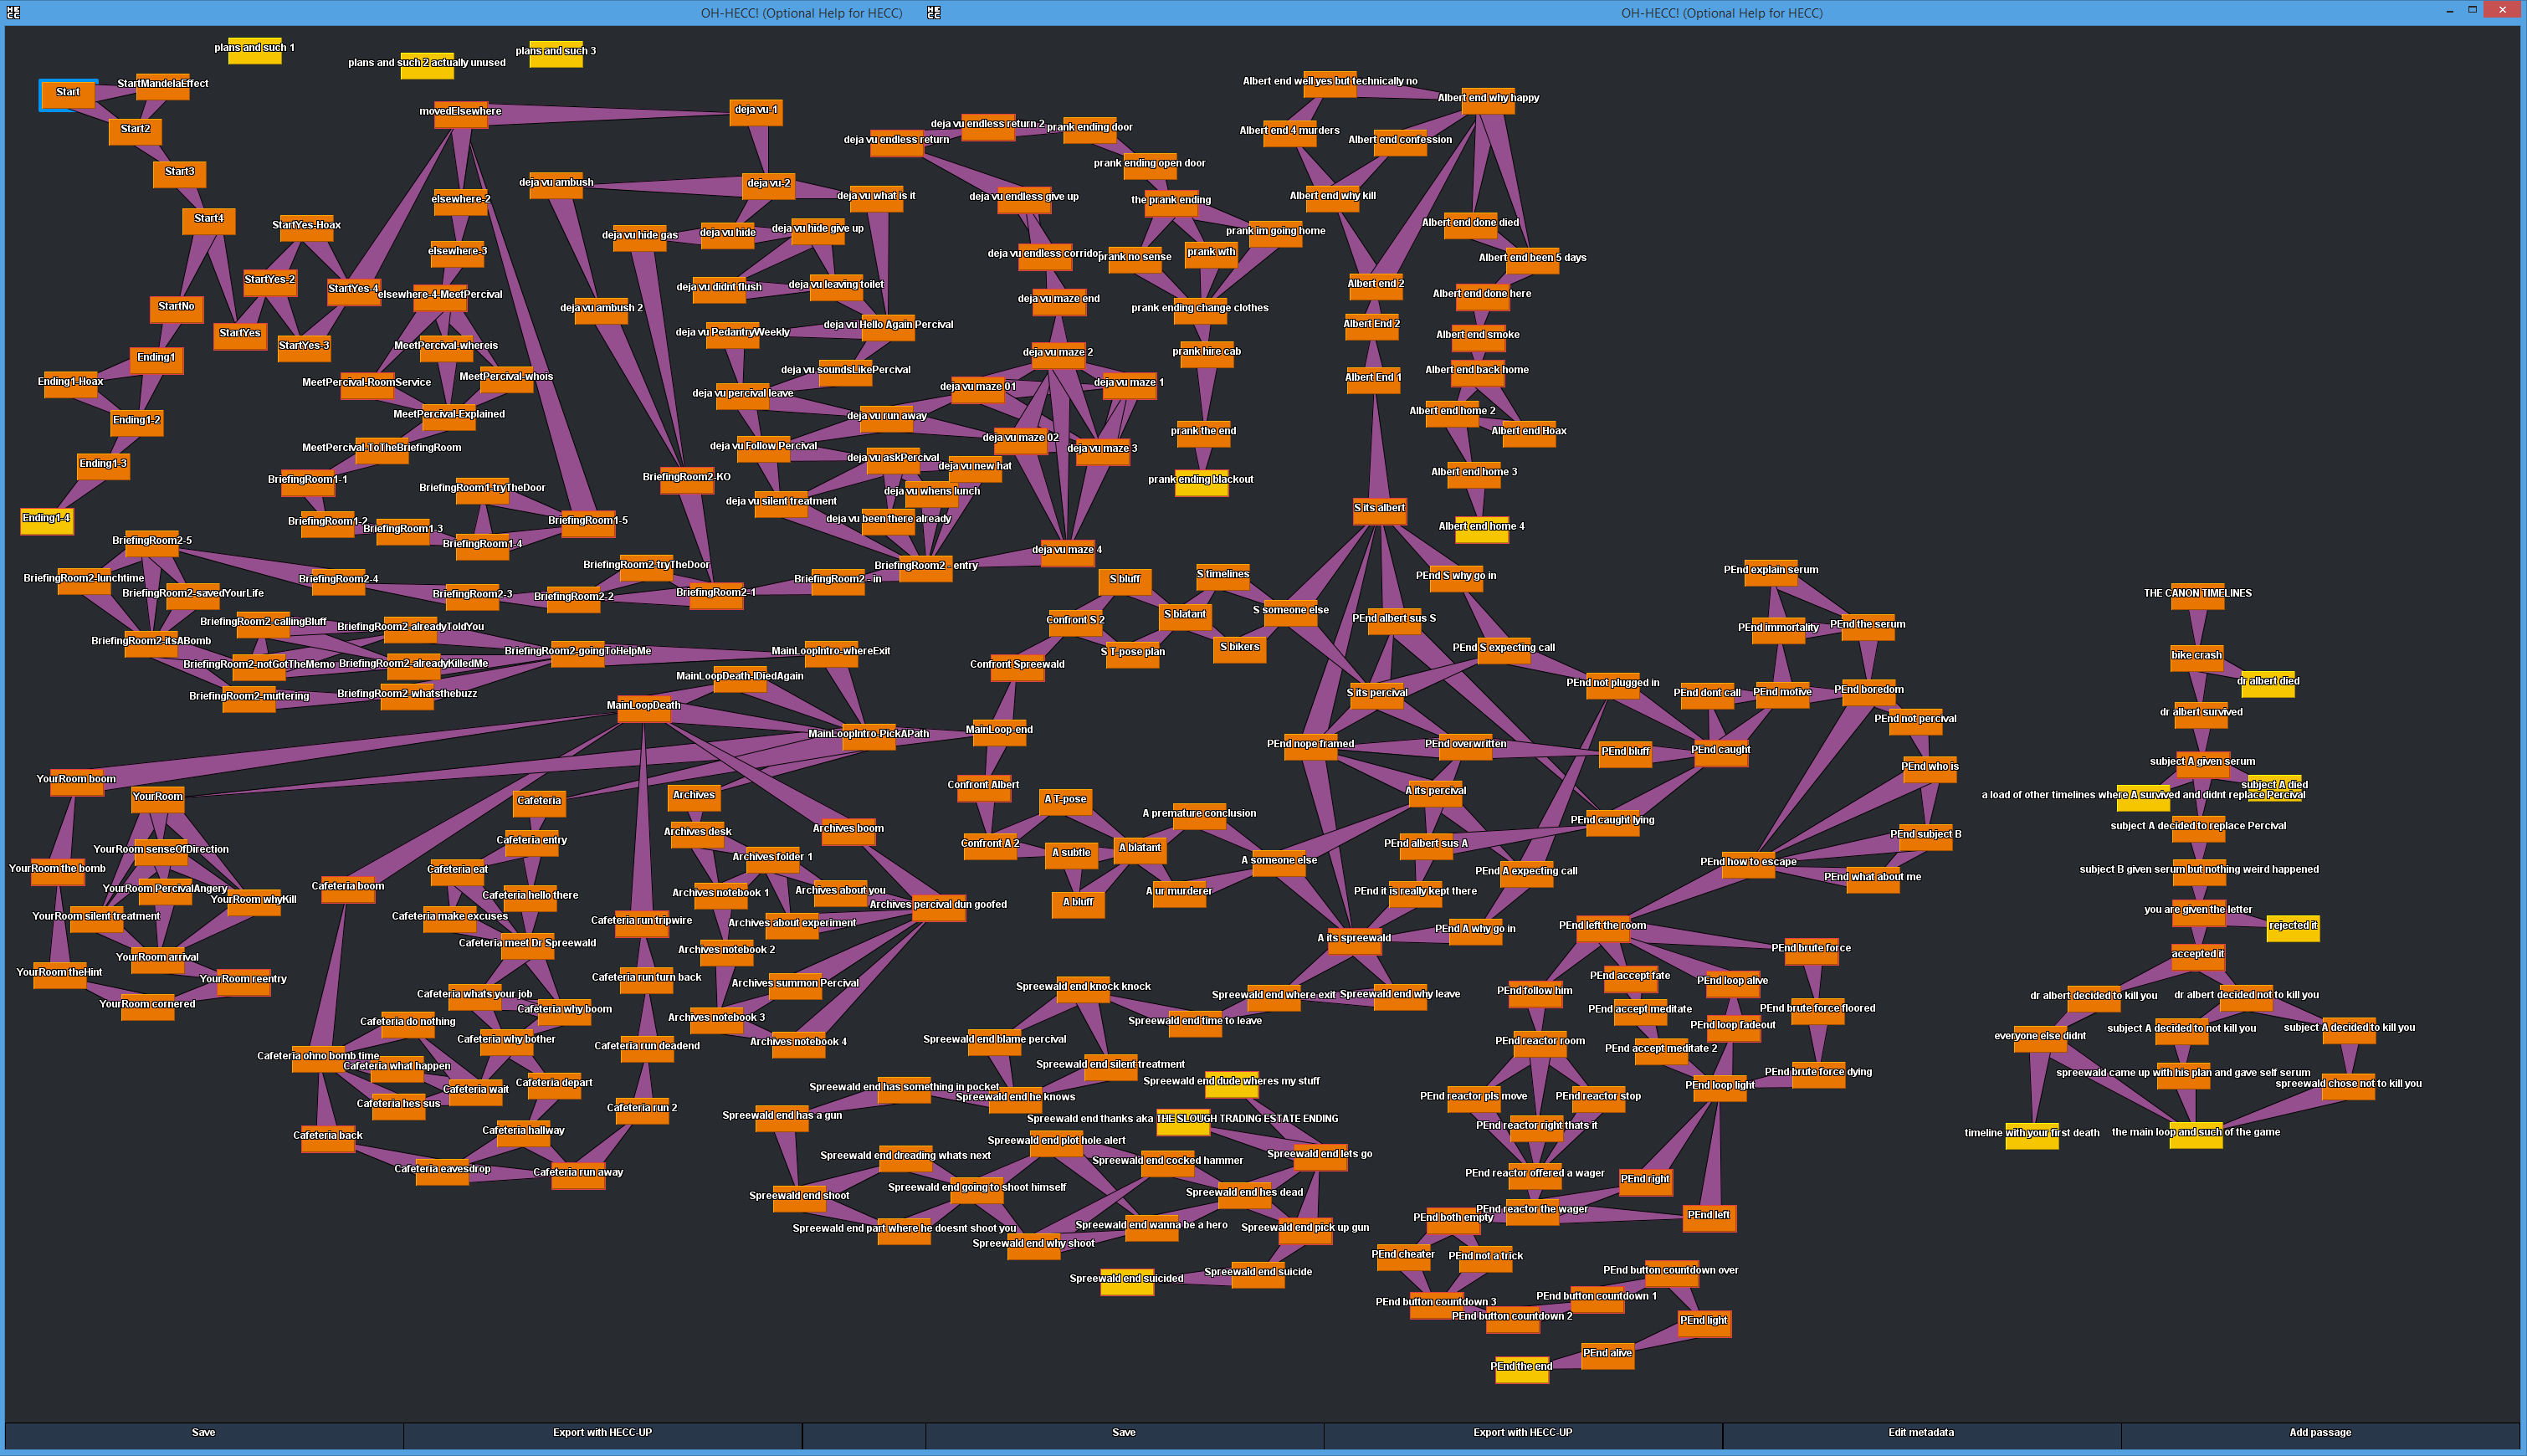 OH-HECC! (Optional Help for HECC)
OH-HECC! (Optional Help for HECC)
plans and such 1
plans and such 2 actually unused
plans and such 3
Start
StartMandelaEffect
Start2
Start3
Start4
StartYes-Hoax
StartYes-2
StartYes-4
StartNo
StartYes
StartYes-3
Ending1
Ending1-Hoax
Ending1-2
Ending1-3
Ending1-4
movedElsewhere
elsewhere-2
elsewhere-3
elsewhere-4-MeetPercival
MeetPercival-whereis
MeetPercival-RoomService
MeetPercival-whois
MeetPercival-Explained
MeetPercival-ToTheBriefingRoom
BriefingRoom1-1
BriefingRoom1-tryTheDoor
BriefingRoom1-2
BriefingRoom1-3
BriefingRoom1-4
BriefingRoom1-5
deja vu-1
deja vu ambush
deja vu-2
deja vu what is it
deja vu hide gas
deja vu hide
deja vu hide give up
deja vu didnt flush
deja vu leaving toilet
deja vu ambush 2
deja vu PedantryWeekly
deja vu Hello Again Percival
deja vu soundsLikePercival
deja vu percival leave
deja vu run away
deja vu Follow Percival
deja vu askPercival
deja vu new hat
deja vu silent treatment
deja vu whens lunch
deja vu been there already
BriefingRoom2-KO
deja vu endless return
deja vu endless return 2
deja vu endless give up
deja vu endless corridor
deja vu maze end
deja vu maze 2
deja vu maze 01
deja vu maze 1
deja vu maze 02
deja vu maze 3
deja vu maze 4
prank ending door
prank ending open door
the prank ending
prank im going home
prank no sense
prank wth
prank ending change clothes
prank hire cab
prank the end
prank ending blackout
Albert end well yes but technically no
Albert end why happy
Albert end 4 murders
Albert end confession
Albert end why kill
Albert end done died
Albert end been 5 days
Albert end 2
Albert end done here
Albert End 2
Albert end smoke
Albert End 1
Albert end back home
Albert end home 2
Albert end Hoax
Albert end home 3
Albert end home 4
BriefingRoom2-5
BriefingRoom2-lunchtime
BriefingRoom2-savedYourLife
BriefingRoom2-4
BriefingRoom2-3
BriefingRoom2-2
BriefingRoom2 tryTheDoor
BriefingRoom2-1
BriefingRoom2 - in
BriefingRoom2 - entry
BriefingRoom2-itsABomb
BriefingRoom2 callingBluff
BriefingRoom2 alreadyToldYou
BriefingRoom2-notGotTheMemo
BriefingRoom2-alreadyKilledMe
BriefingRoom2-goingToHelpMe
BriefingRoom2-muttering
BriefingRoom2-whatsthebuzz
MainLoopIntro-whereExit
MainLoopDeath-IDiedAgain
MainLoopDeath
MainLoopIntro-PickAPath
MainLoop end
S its albert
S bluff
S timelines
Confront S 2
S blatant
S someone else
S T-pose plan
S bikers
Confront Spreewald
PEnd S why go in
PEnd albert sus S
PEnd S expecting call
S its percival
PEnd not plugged in
PEnd nope framed
PEnd overwritten
PEnd bluff
PEnd caught
PEnd explain serum
PEnd immortality
PEnd the serum
PEnd dont call
PEnd motive
PEnd boredom
PEnd not percival
PEnd who is
PEnd subject B
PEnd how to escape
PEnd what about me
THE CANON TIMELINES
bike crash
dr albert died
dr albert survived
subject A given serum
subject A died
a load of other timelines where A survived and didnt replace Percival
subject A decided to replace Percival
subject B given serum but nothing weird happened
you are given the letter
rejected it
accepted it
dr albert decided to kill you
dr albert decided not to kill you
everyone else didnt
subject A decided to not kill you
subject A decided to kill you
spreewald came up with his plan and gave self serum
spreewald chose not to kill you
timeline with your first death
the main loop and such of the game
YourRoom boom
YourRoom
YourRoom senseOfDirection
YourRoom the bomb
YourRoom PercivalAngery
YourRoom whyKill
YourRoom silent treatment
YourRoom arrival
YourRoom theHint
YourRoom reentry
YourRoom cornered
Cafeteria
Cafeteria entry
Cafeteria eat
Cafeteria boom
Cafeteria hello there
Cafeteria make excuses
Cafeteria meet Dr Spreewald
Cafeteria whats your job
Cafeteria why boom
Cafeteria do nothing
Cafeteria why bother
Cafeteria ohno bomb time
Cafeteria what happen
Cafeteria wait
Cafeteria depart
Cafeteria hes sus
Cafeteria back
Cafeteria hallway
Cafeteria eavesdrop
Cafeteria run away
Cafeteria run tripwire
Cafeteria run turn back
Cafeteria run deadend
Cafeteria run 2
Archives
Archives desk
Archives boom
Archives folder 1
Archives notebook 1
Archives about you
Archives percival dun goofed
Archives about experiment
Archives notebook 2
Archives summon Percival
Archives notebook 3
Archives notebook 4
Confront Albert
A T-pose
A premature conclusion
Confront A 2
A subtle
A blatant
A someone else
A ur murderer
A bluff
A its percival
PEnd caught lying
PEnd albert sus A
PEnd A expecting call
PEnd it is really kept there
PEnd A why go in
A its spreewald
Spreewald end knock knock
Spreewald end where exit
Spreewald end why leave
Spreewald end time to leave
Spreewald end blame percival
Spreewald end silent treatment
Spreewald end has something in pocket
Spreewald end dude wheres my stuff
Spreewald end he knows
Spreewald end has a gun
Spreewald end thanks aka THE SLOUGH TRADING ESTATE ENDING
Spreewald end plot hole alert
Spreewald end dreading whats next
Spreewald end cocked hammer
Spreewald end lets go
Spreewald end shoot
Spreewald end going to shoot himself
Spreewald end hes dead
Spreewald end part where he doesnt shoot you
Spreewald end wanna be a hero
Spreewald end pick up gun
Spreewald end why shoot
Spreewald end suicided
Spreewald end suicide
PEnd left the room
PEnd brute force
PEnd accept fate
PEnd loop alive
PEnd follow him
PEnd accept meditate
PEnd brute force floored
PEnd loop fadeout
PEnd reactor room
PEnd accept meditate 2
PEnd brute force dying
PEnd loop light
PEnd reactor pls move
PEnd reactor stop
PEnd reactor right thats it
PEnd reactor offered a wager
PEnd right
PEnd reactor the wager
PEnd both empty
PEnd left
PEnd cheater
PEnd not a trick
PEnd button countdown over
PEnd button countdown 3
PEnd button countdown 1
PEnd button countdown 2
PEnd light
PEnd alive
PEnd the end
Save
Export with HECC-UP
Save
Export with HECC-UP
Edit metadata
Add passage